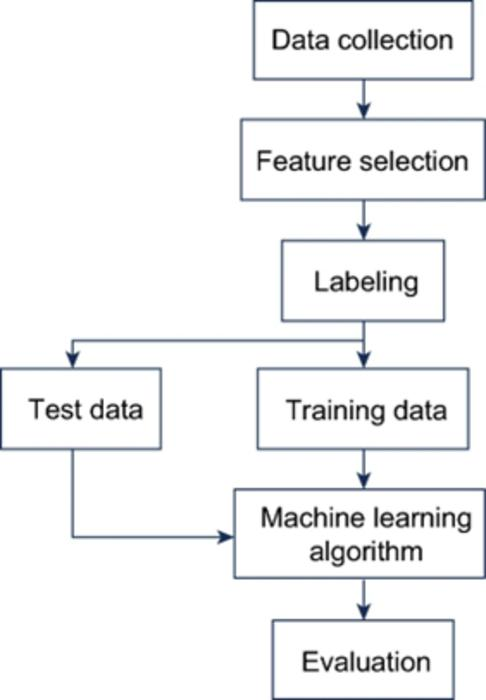 Data collection
Feature selection
Labeling
Test data
Training data
Machine learning
algorithm
Evaluation